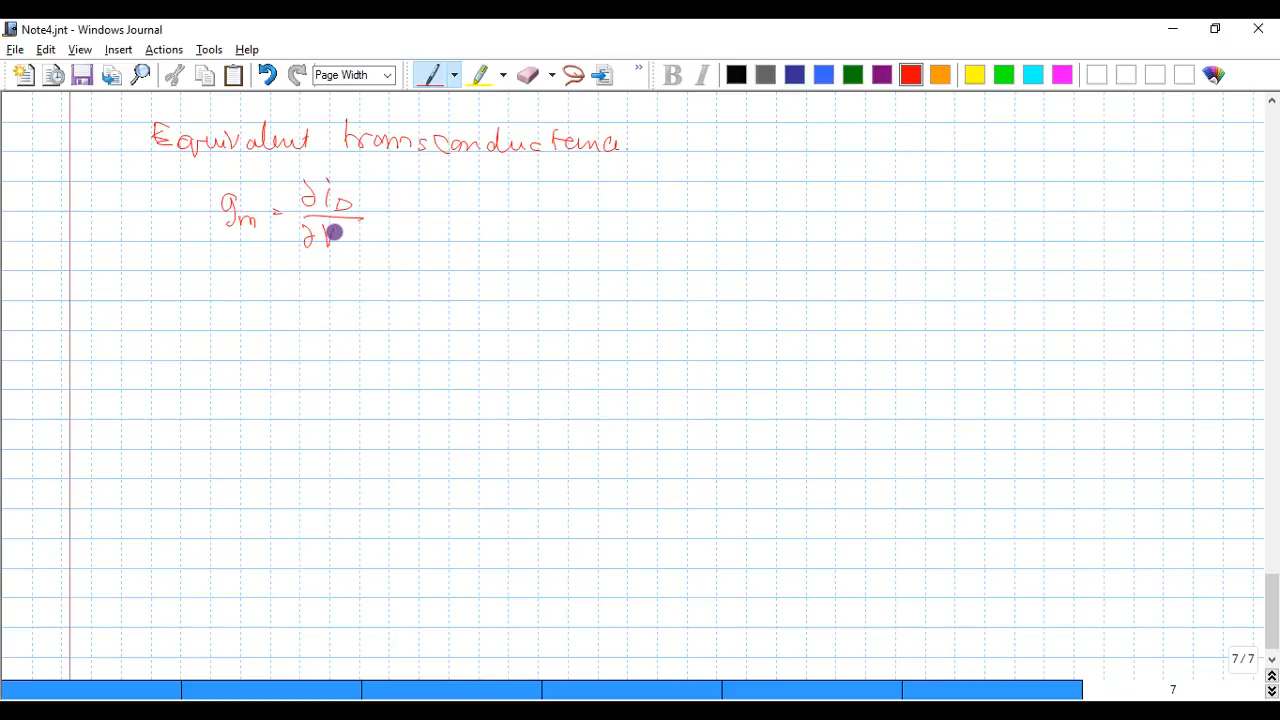 Note4.jnt - Windows Journal
File Edit View Insert Actions Tools Help
Page Width
» B I »
Equivalent transconductance
gm = ∂iD / ∂V
7/7
7